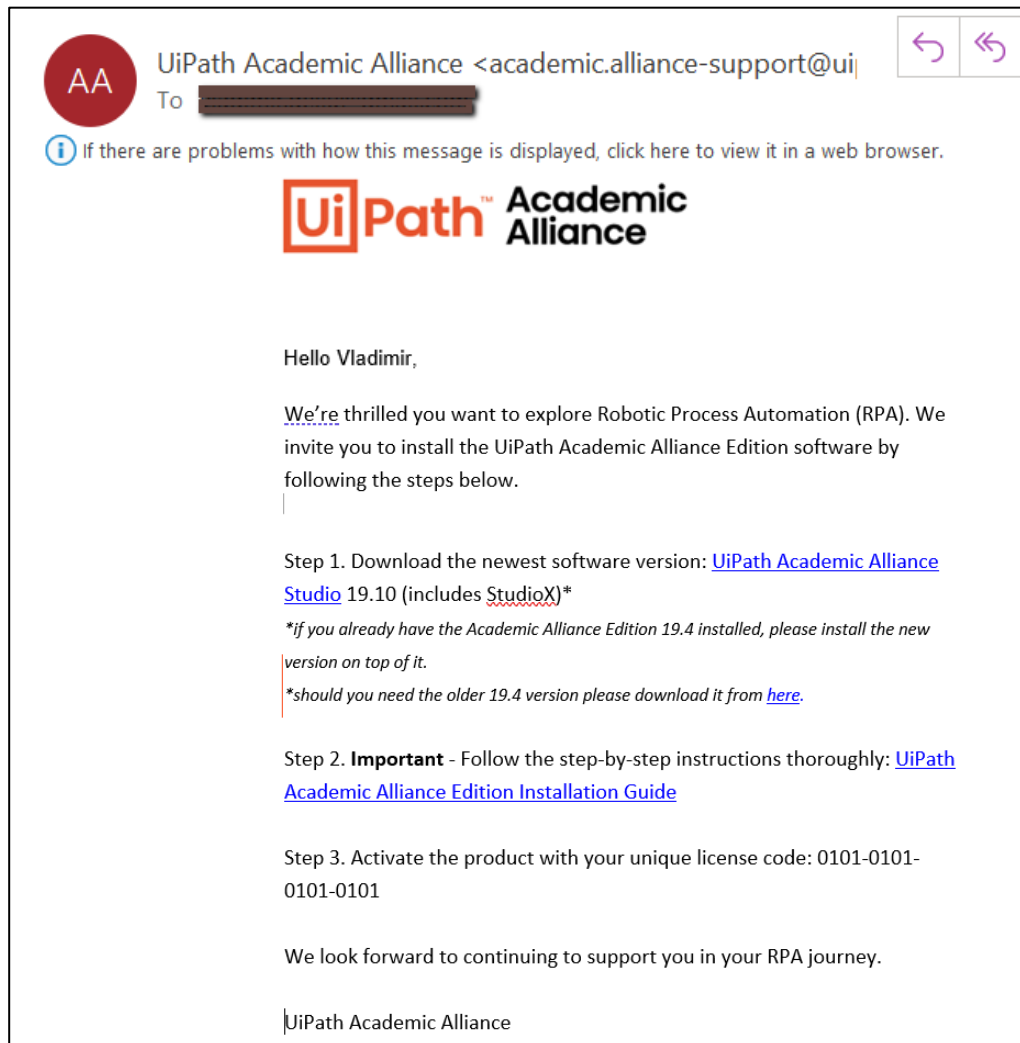 AA
UiPath Academic Alliance <academic.alliance-support@ui
To
If there are problems with how this message is displayed, click here to view it in a web browser.
UiPath™ Academic
Alliance
Hello Vladimir,
We’re thrilled you want to explore Robotic Process Automation (RPA). We
invite you to install the UiPath Academic Alliance Edition software by
following the steps below.
Step 1. Download the newest software version: UiPath Academic Alliance
Studio 19.10 (includes StudioX)*
*if you already have the Academic Alliance Edition 19.4 installed, please install the new
version on top of it.
*should you need the older 19.4 version please download it from here.
Step 2. Important - Follow the step-by-step instructions thoroughly: UiPath
Academic Alliance Edition Installation Guide
Step 3. Activate the product with your unique license code: 0101-0101-
0101-0101
We look forward to continuing to support you in your RPA journey.
UiPath Academic Alliance